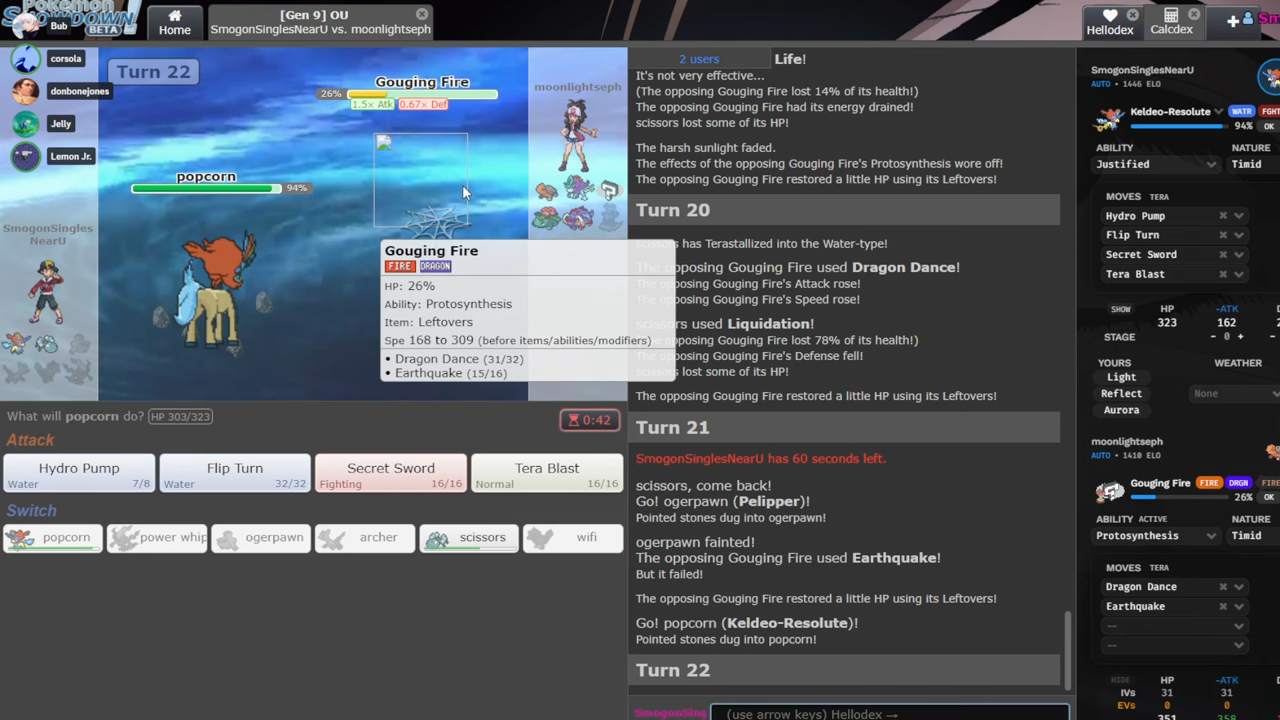 Pokémon
SHOWDOWN!
BETA
Bub
Home
[Gen 9] OU
SmogonSinglesNearU vs. moonlightseph
Hellodex
Calcdex
corsola
donbonejones
Jelly
Lemon Jr.
Turn 22
Gouging Fire
26%
1.5× Atk 0.67× Def
popcorn
94%
moonlightseph
SmogonSingles
NearU
Gouging Fire
FIRE DRAGON
HP: 26%
Ability: Protosynthesis
Item: Leftovers
Spe 168 to 309 (before items/abilities/modifiers)
• Dragon Dance (31/32)
• Earthquake (15/16)
What will popcorn do? HP 303/323
0:42
Attack
Hydro Pump
Water 7/8
Flip Turn
Water 32/32
Secret Sword
Fighting 16/16
Tera Blast
Normal 16/16
Switch
popcorn
power whip
ogerpawn
archer
scissors
wifi
2 users
Life!
It's not very effective...
(The opposing Gouging Fire lost 14% of its health!)
The opposing Gouging Fire had its energy drained!
scissors lost some of its HP!
The harsh sunlight faded.
The effects of the opposing Gouging Fire's Protosynthesis wore off!
The opposing Gouging Fire restored a little HP using its Leftovers!
Turn 20
scissors has Terastallized into the Water-type!
The opposing Gouging Fire used Dragon Dance!
The opposing Gouging Fire's Attack rose!
The opposing Gouging Fire's Speed rose!
scissors used Liquidation!
The opposing Gouging Fire lost 78% of its health!)
The opposing Gouging Fire's Defense fell!
scissors lost some of its HP!
The opposing Gouging Fire restored a little HP using its Leftovers!
Turn 21
SmogonSinglesNearU has 60 seconds left.
scissors, come back!
Go! ogerpawn (Pelipper)!
Pointed stones dug into ogerpawn!
ogerpawn fainted!
The opposing Gouging Fire used Earthquake!
But it failed!
The opposing Gouging Fire restored a little HP using its Leftovers!
Go! popcorn (Keldeo-Resolute)!
Pointed stones dug into popcorn!
Turn 22
SmogonSing
(use arrow keys) Hellodex →
SmogonSinglesNearU
AUTO • 1446 ELO
Keldeo-Resolute WATR FGHT
94% OK
ABILITY NATURE
Justified Timid
MOVES TERA
Hydro Pump
Flip Turn
Secret Sword
Tera Blast
SHOW HP -ATK D
323 162
STAGE - 0 +
YOURS WEATHER
Light
Reflect None
Aurora
moonlightseph
AUTO • 1410 ELO
Gouging Fire FIRE DRGN FIRE
26% OK
ABILITY ACTIVE NATURE
Protosynthesis Timid
MOVES TERA
Dragon Dance
Earthquake
--
--
HIDE HP -ATK
IVs 31 31
EVs 0 0
351 358